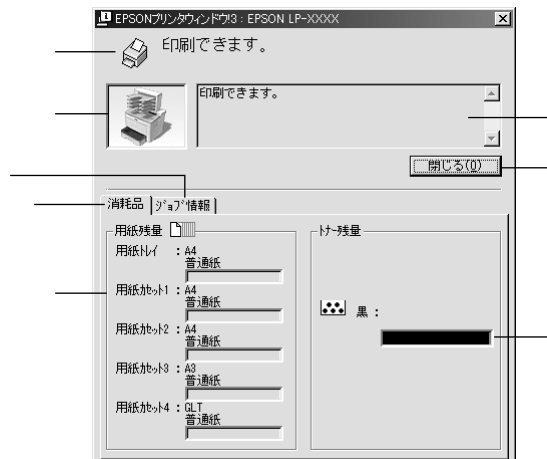 EPSONプリンタウィンドウ!3 : EPSON LP-XXXX
印刷できます。
印刷できます。
閉じる(O)
消耗品
ジョブ情報
用紙残量
用紙トレイ : A4
普通紙
用紙カセット1 : A4
普通紙
用紙カセット2 : A4
普通紙
用紙カセット3 : A3
普通紙
用紙カセット4 : GLT
普通紙
トナー残量
黒 :